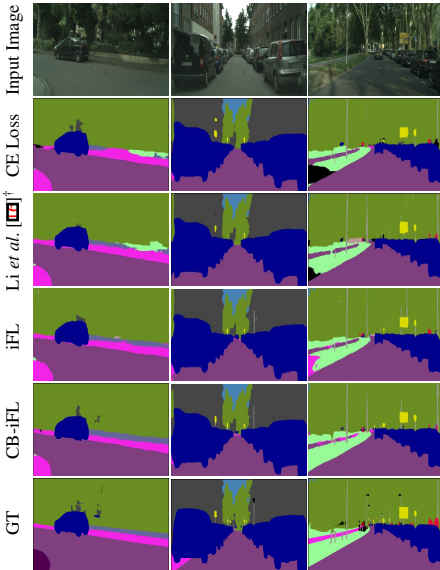 Input Image
CE Loss
Li et al. []†
iFL
CB-iFL
GT